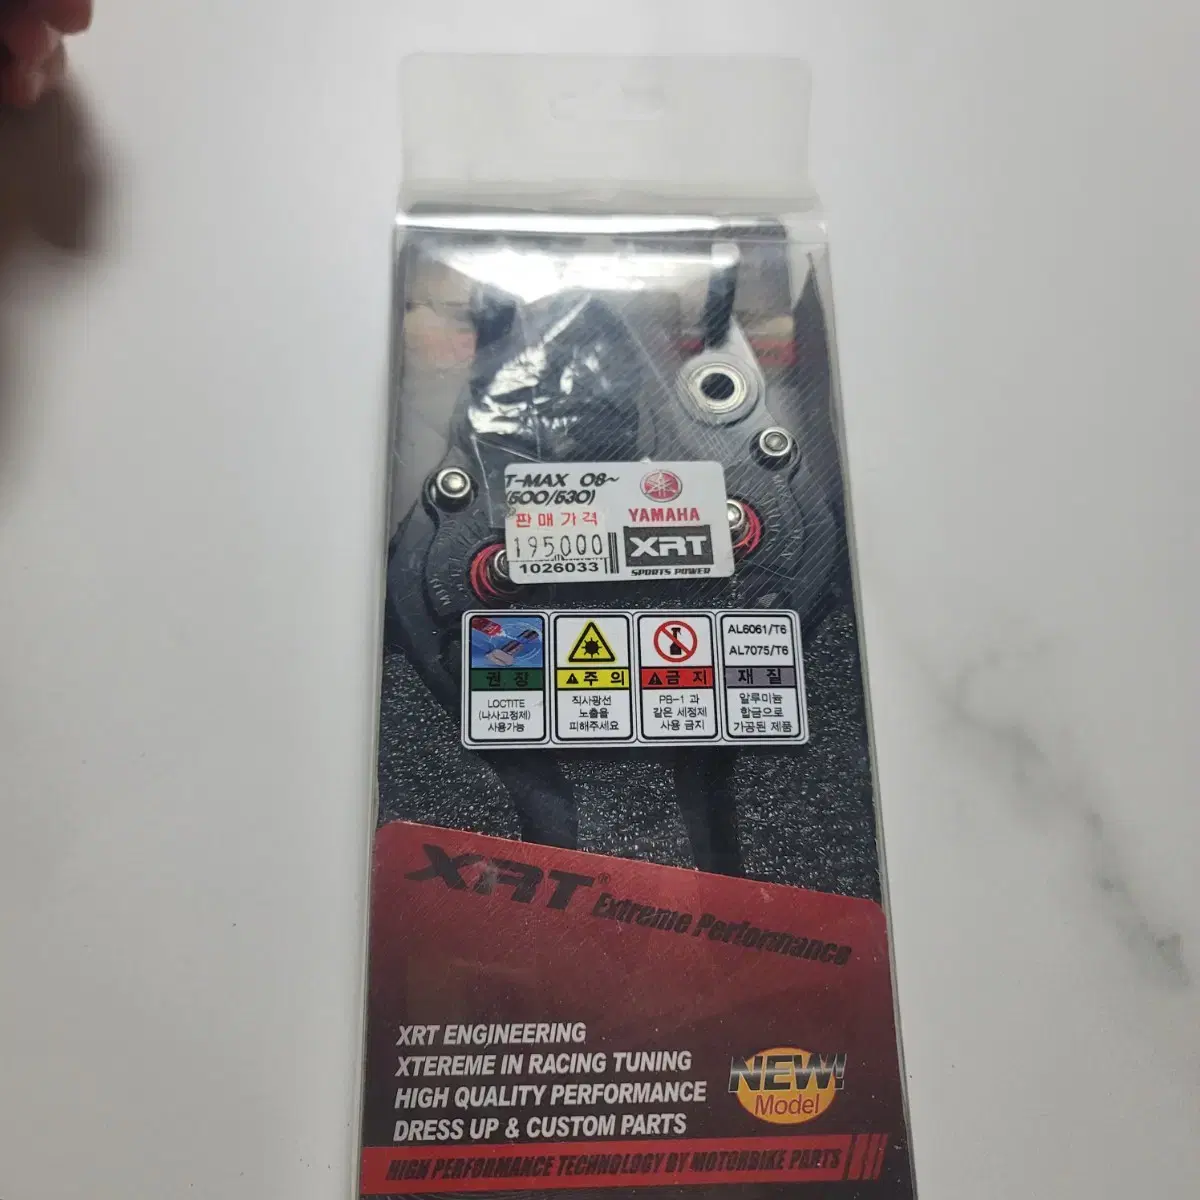 T-MAX 08~
(500/530)
판매가격
195000
1026033
YAMAHA
XRT
SPORTS POWER
권장
LOCTITE
(나사고정제)
사용가능
주의
직사광선
노출을
피해주세요
금지
PB-1 과
같은 세정제
사용 금지
AL6061/T6
AL7075/T6
재질
알루미늄
합금으로
가공된 제품
XRT® Extreme Performance
XRT ENGINEERING
XTEREME IN RACING TUNING
HIGH QUALITY PERFORMANCE
DRESS UP & CUSTOM PARTS
NEW!
Model
HIGH PERFORMANCE TECHNOLOGY BY MOTORBIKE PARTS